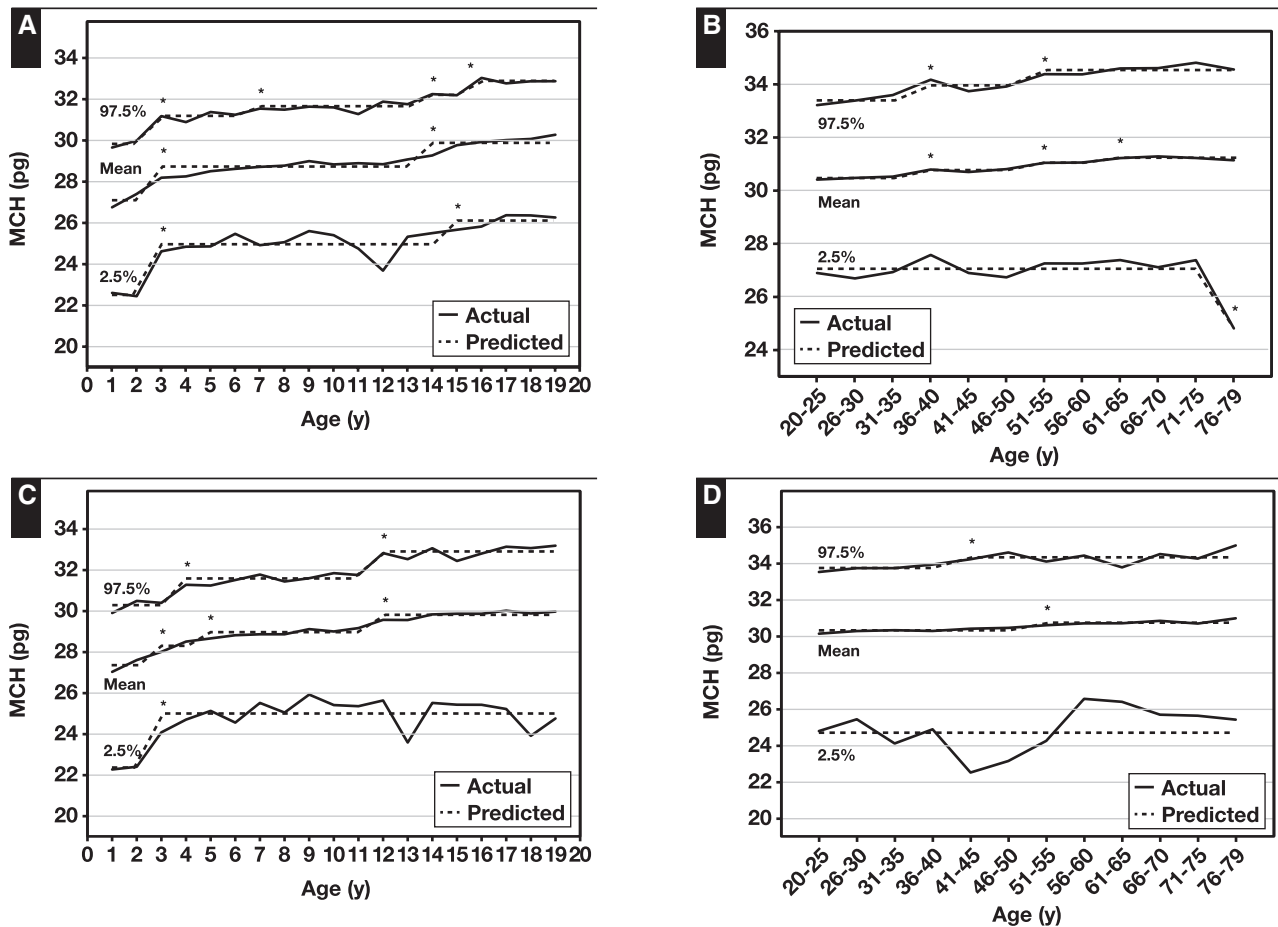 A
MCH (pg)
34
32
30
28
26
24
22
20
97.5%
Mean
2.5%
*
*
*
*
*
*
*
*
Actual
Predicted
0 1 2 3 4 5 6 7 8 9 10 11 12 13 14 15 16 17 18 19 20
Age (y)
B
MCH (pg)
36
34
32
30
28
26
24
97.5%
Mean
2.5%
*
*
*
*
*
*
Actual
Predicted
20-25 26-30 31-35 36-40 41-45 46-50 51-55 56-60 61-65 66-70 71-75 76-79
Age (y)
C
MCH (pg)
34
32
30
28
26
24
22
20
97.5%
Mean
2.5%
*
*
*
*
*
*
Actual
Predicted
0 1 2 3 4 5 6 7 8 9 10 11 12 13 14 15 16 17 18 19 20
Age (y)
D
MCH (pg)
36
34
32
30
28
26
24
22
20
97.5%
Mean
2.5%
*
*
Actual
Predicted
20-25 26-30 31-35 36-40 41-45 46-50 51-55 56-60 61-65 66-70 71-75 76-79
Age (y)